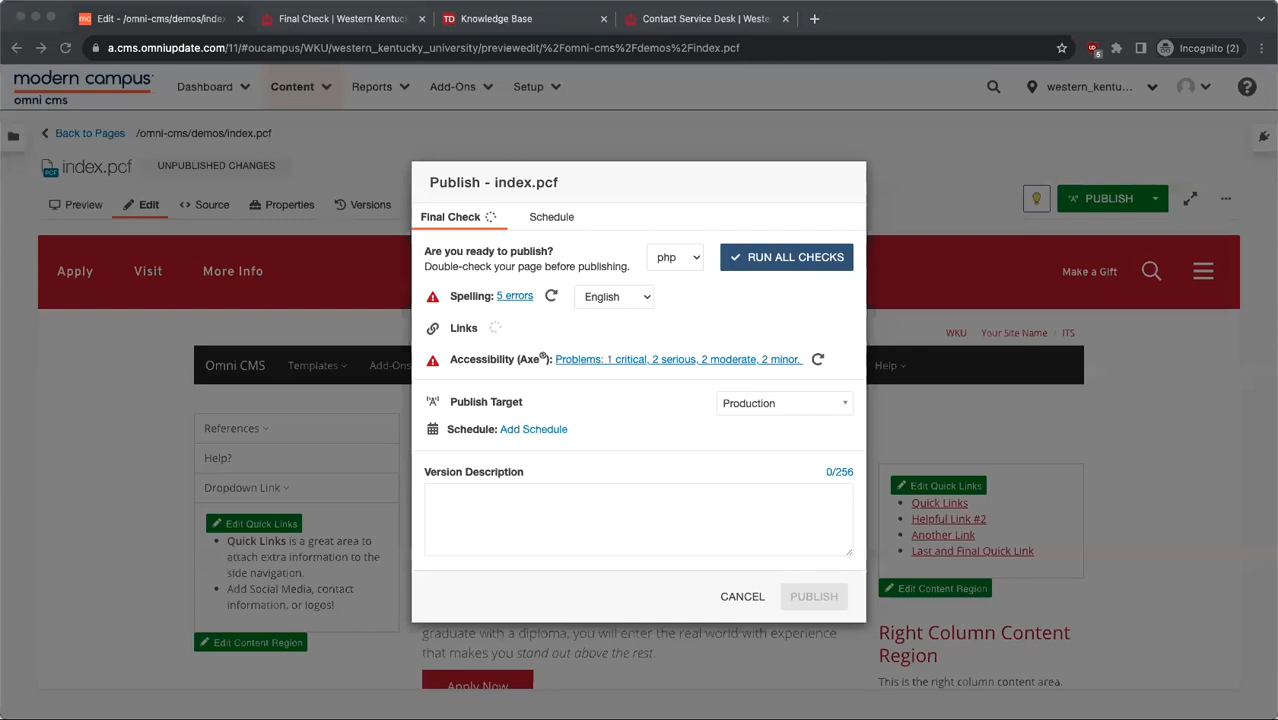 Edit - /omni-cms/demos/index
Final Check | Western Kentuc
Knowledge Base
Contact Service Desk | Weste
a.cms.omniupdate.com/11/#oucampus/WKU/western_kentucky_university/previewedit/%2Fomni-cms%2Fdemos%2Findex.pcf
5
Incognito (2)
modern campus
omni cms
Dashboard
Content
Reports
Add-Ons
Setup
western_kentu...
Back to Pages
/omni-cms/demos/index.pcf
PCF
index.pcf
UNPUBLISHED CHANGES
Preview
Edit
Source
Properties
Versions
PUBLISH
Apply
Visit
More Info
Make a Gift
WKU
Your Site Name
/ ITS
Omni CMS
Templates
Add-Ons
Help
References
Help?
Dropdown Link
Edit Quick Links
Quick Links is a great area to
attach extra information to the
side navigation.
Add Social Media, contact
information, or logos!
Edit Content Region
Publish - index.pcf
Final Check
Schedule
Are you ready to publish?
Double-check your page before publishing.
php
RUN ALL CHECKS
Spelling: 5 errors
English
Links
Accessibility (Axe®): Problems: 1 critical, 2 serious, 2 moderate, 2 minor.
Publish Target
Production
Schedule: Add Schedule
Version Description
0/256
CANCEL
PUBLISH
graduate with a diploma, you will enter the real world with experience
that makes you stand out above the rest.
Apply Now
Edit Quick Links
Quick Links
Helpful Link #2
Another Link
Last and Final Quick Link
Edit Content Region
Right Column Content
Region
This is the right column content area.